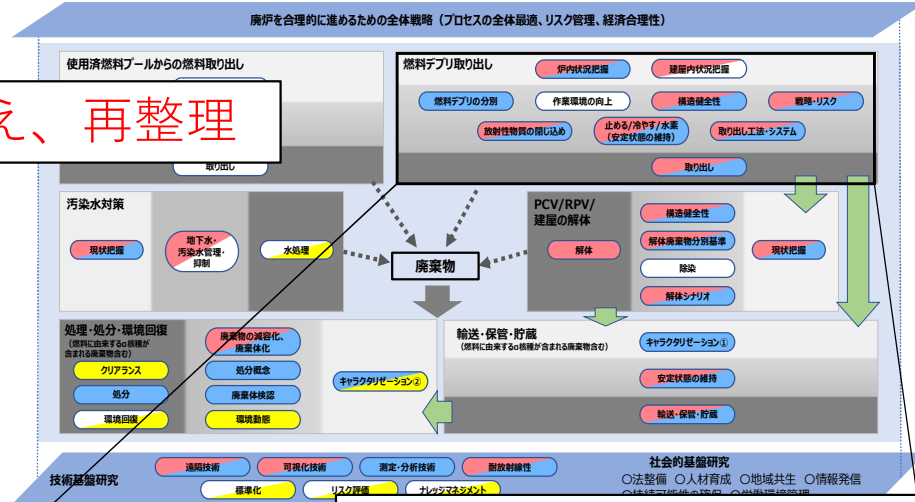 廃炉を合理的に進めるための全体戦略（プロセスの全体最適、リスク管理、経済合理性）
使用済燃料プールからの燃料取り出し
え、再整理
取り出し
燃料デブリ取り出し
炉内状況把握
建屋内状況把握
燃料デブリの分別
作業環境の向上
構造健全性
戦略・リスク
放射性物質の閉じ込め
止める/冷やす/水素
（安定状態の維持）
取り出し工法・システム
取り出し
汚染水対策
現状把握
地下水・
汚染水管理・
抑制
水処理
廃棄物
PCV/RPV/
建屋の解体
解体
構造健全性
解体廃棄物分別基準
除染
解体シナリオ
現状把握
処理・処分・環境回復
（燃料に由来するα核種が
含まれる廃棄物含む）
クリアランス
処分
環境回復
廃棄物の減容化、
廃棄体化
処分概念
廃棄体検認
環境動態
キャラクタリゼーション②
輸送・保管・貯蔵
（燃料に由来するα核種が含まれる廃棄物含む）
キャラクタリゼーション①
安定状態の維持
輸送・保管・貯蔵
技術基盤研究
遠隔技術
可視化技術
測定・分析技術
耐放射線性
標準化
リスク評価
ナレッジマネジメント
社会的基盤研究
○法整備 ○人材育成 ○地域共生 ○情報発信
○持続可能性の確保 ○労働環境管理